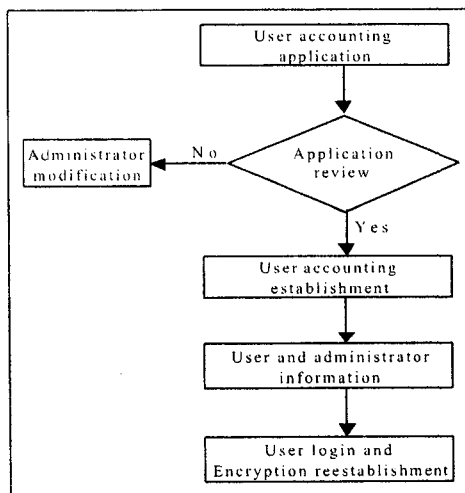 User accounting
application
Application
review
No
Administrator
modification
Yes
User accounting
establishment
User and administrator
information
User login and
Encryption reestablishment